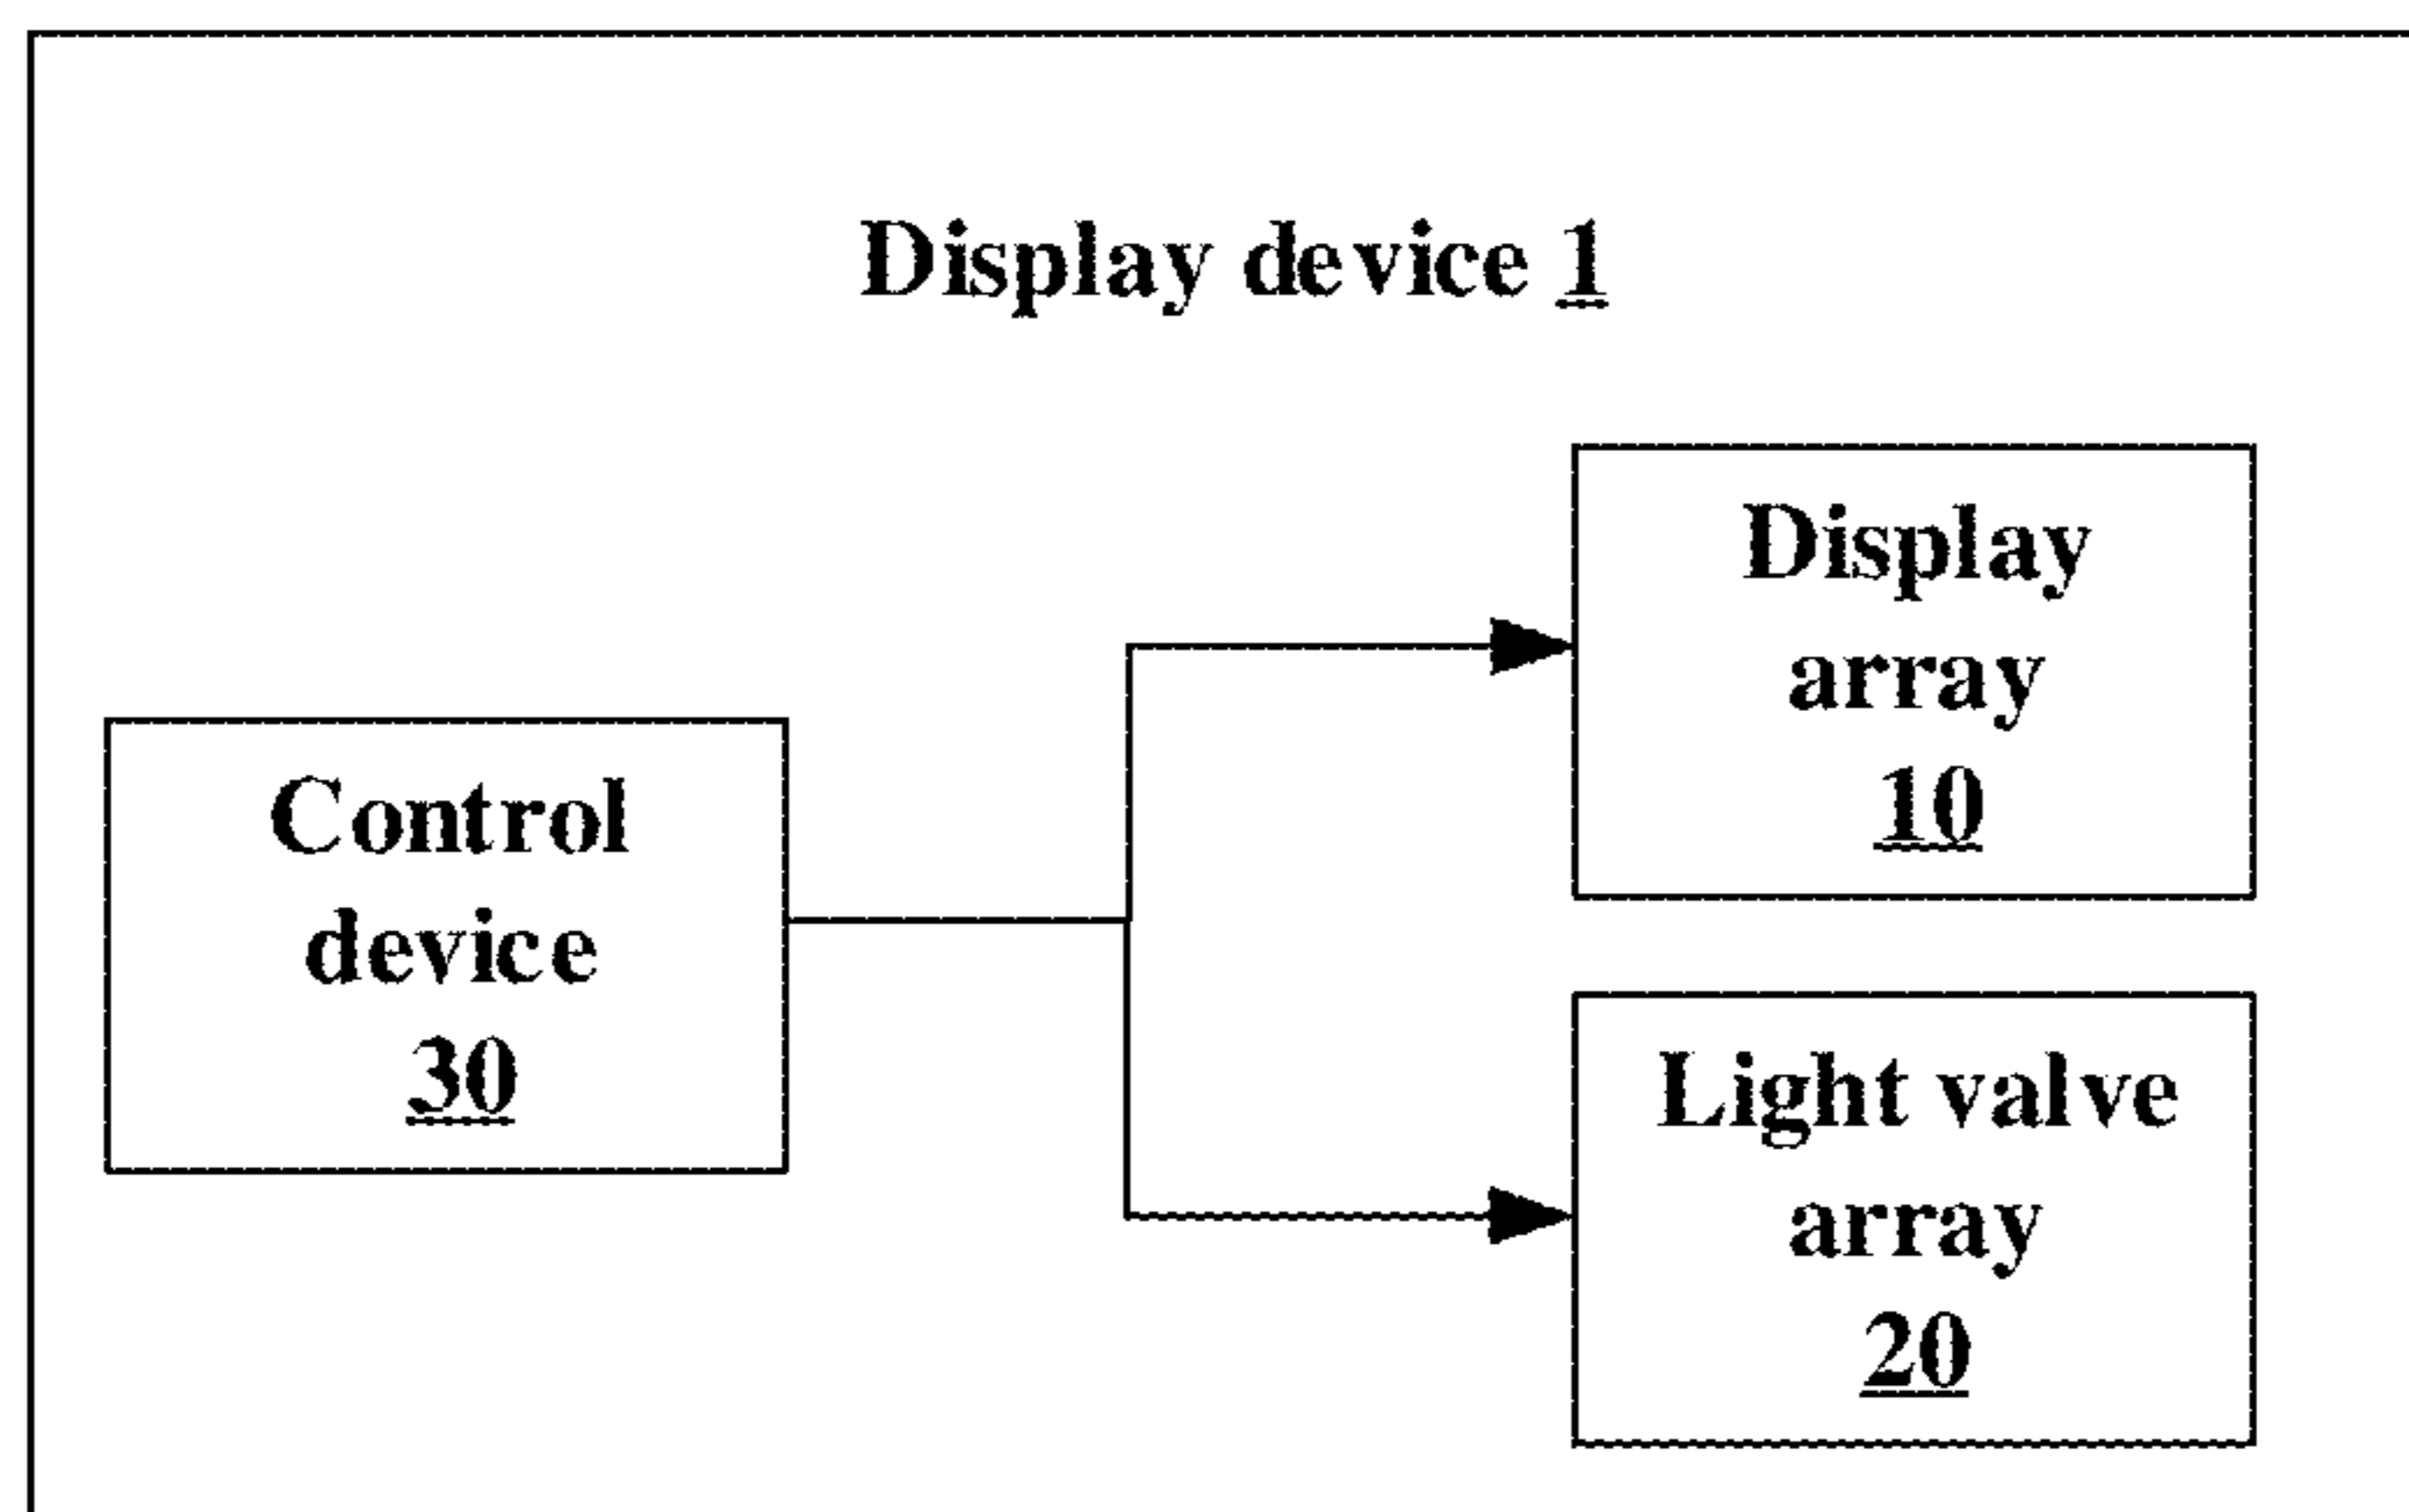 Display device 1
Display
array
10
Control
device
30
Light valve
array
20